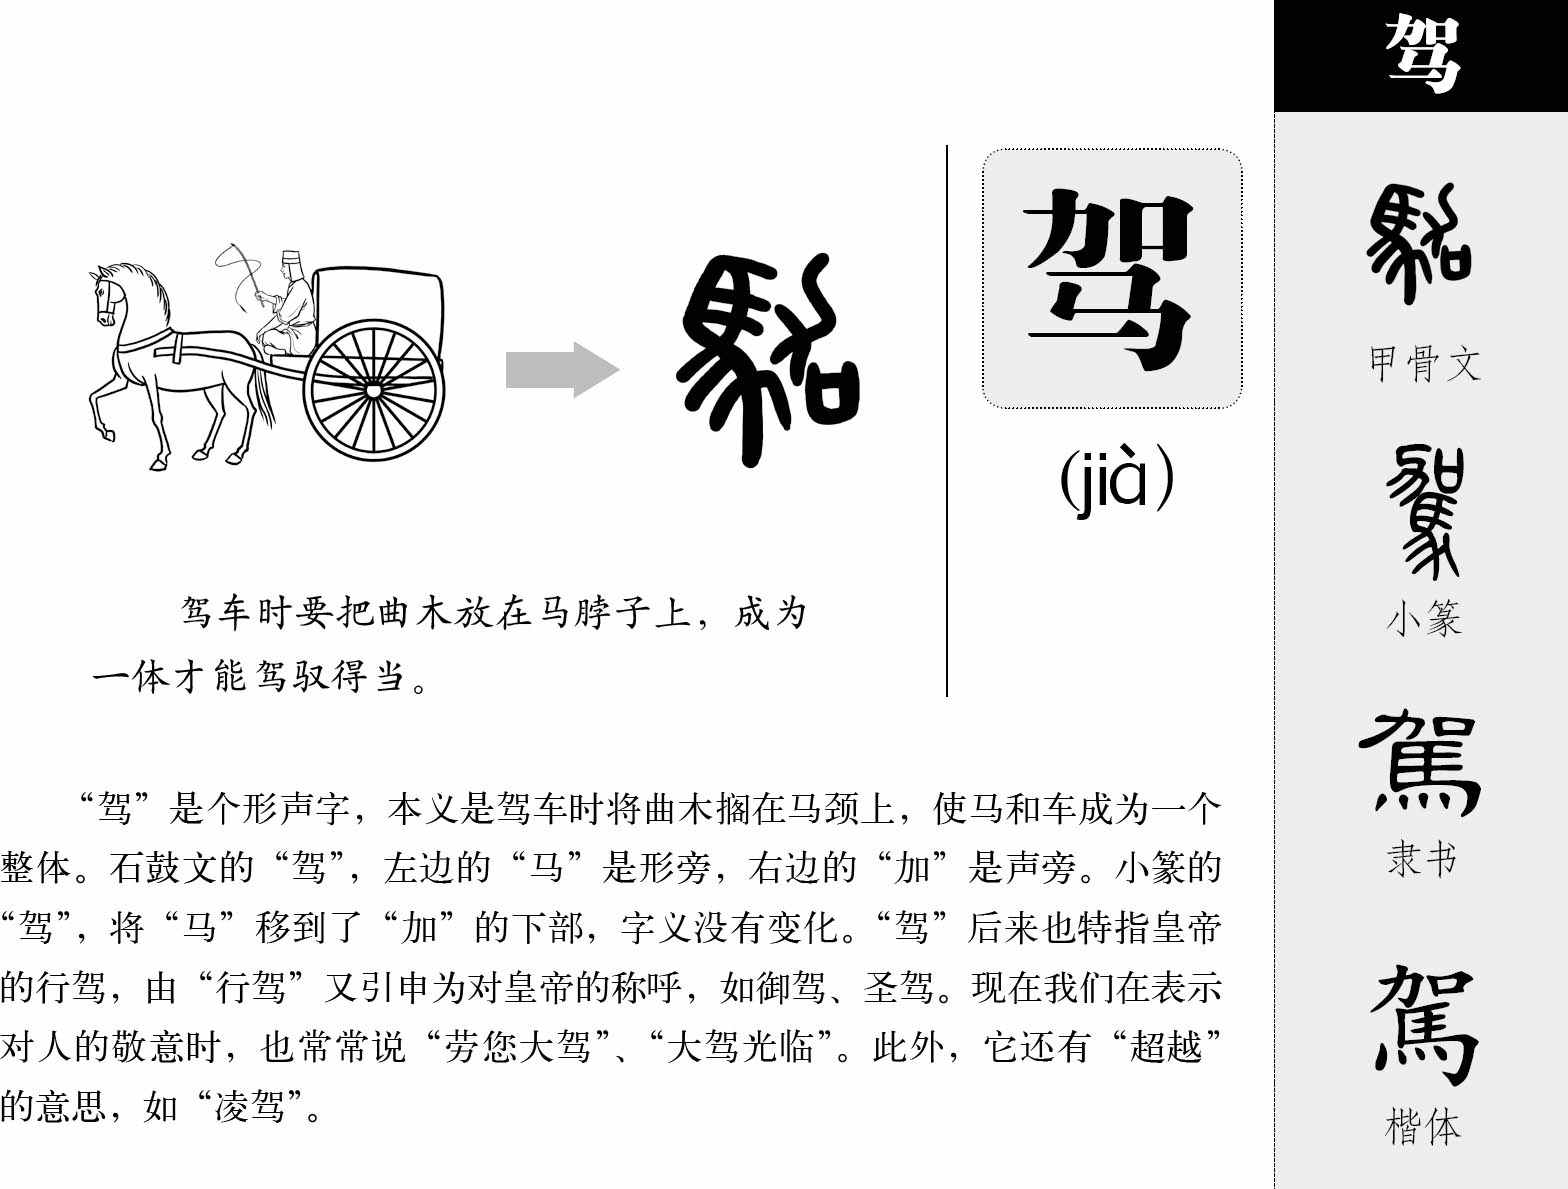 驾
驾
(jià)
驾车时要把曲木放在马脖子上，成为
一体才能驾驭得当。
“驾”是个形声字，本义是驾车时将曲木搁在马颈上，使马和车成为一个
整体。石鼓文的“驾”，左边的“马”是形旁，右边的“加”是声旁。小篆的
“驾”，将“马”移到了“加”的下部，字义没有变化。“驾”后来也特指皇帝
的行驾，由“行驾”又引申为对皇帝的称呼，如御驾、圣驾。现在我们在表示
对人的敬意时，也常常说“劳您大驾”、“大驾光临”。此外，它还有“超越”
的意思，如“凌驾”。
甲骨文
小篆
駕
隶书
駕
楷体